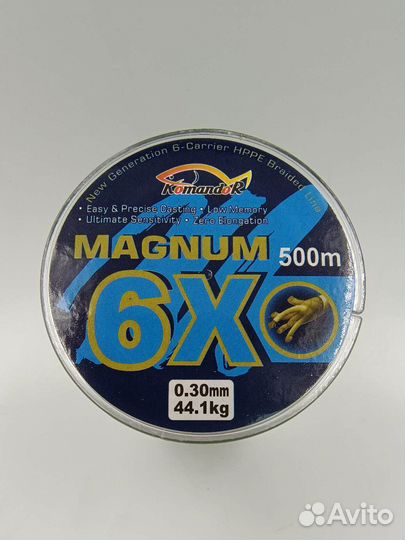 New Generation 6-Carrier HPPE Braided Line
KomandoR
• Easy & Precise Casting • Low Memory
• Ultimate Sensitivity • Zero Elongation
MAGNUM 500m
6X
0.30mm
44.1kg
Avito